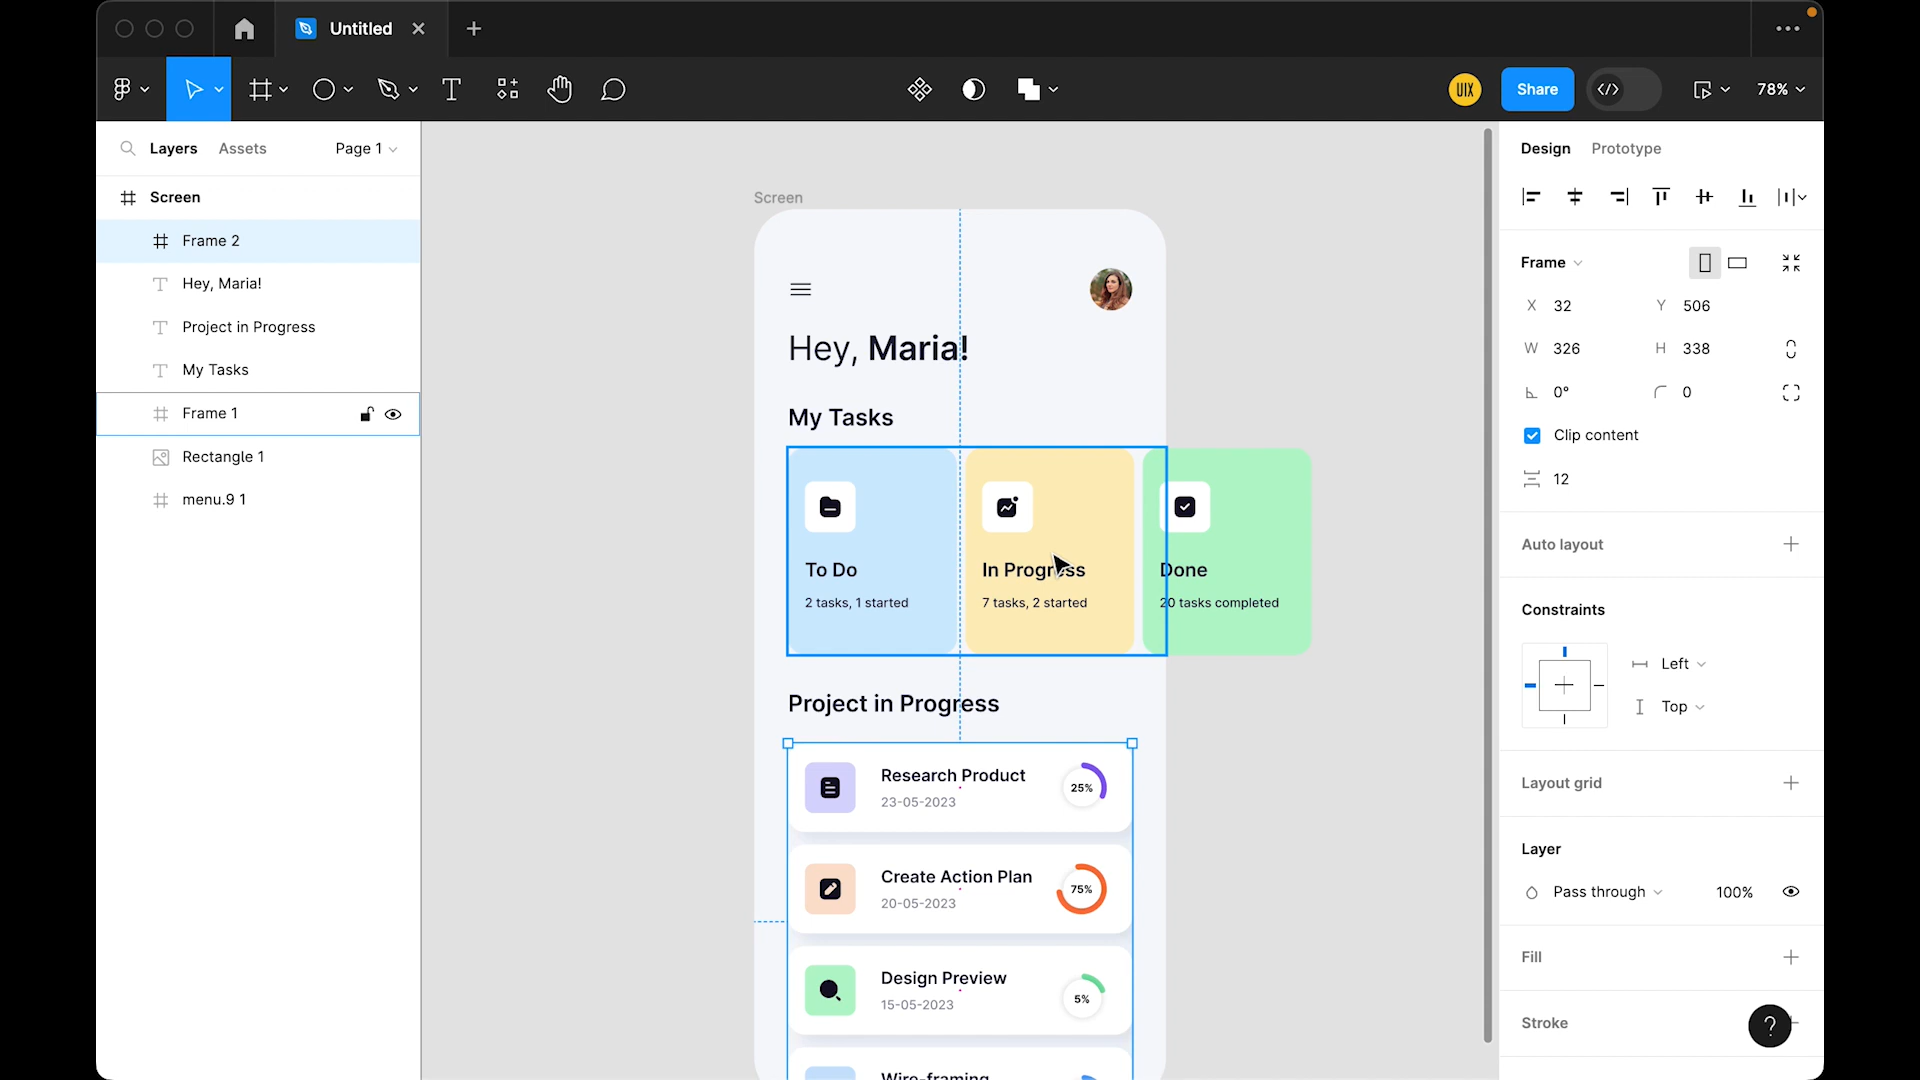 Untitled
UIX
Share
78%
Layers
Assets
Page 1
Screen
Frame 2
Hey, Maria!
Project in Progress
My Tasks
Frame 1
Rectangle 1
menu.9 1
Screen
Hey, Maria!
My Tasks
To Do
2 tasks, 1 started
In Progress
7 tasks, 2 started
Done
20 tasks completed
Project in Progress
Research Product
23-05-2023
25%
Create Action Plan
20-05-2023
75%
Design Preview
15-05-2023
5%
Wire-framing
Design
Prototype
Frame
X 32
Y 506
W 326
H 338
0°
0
Clip content
12
Auto layout
Constraints
Left
Top
Layout grid
Layer
Pass through
100%
Fill
Stroke
?